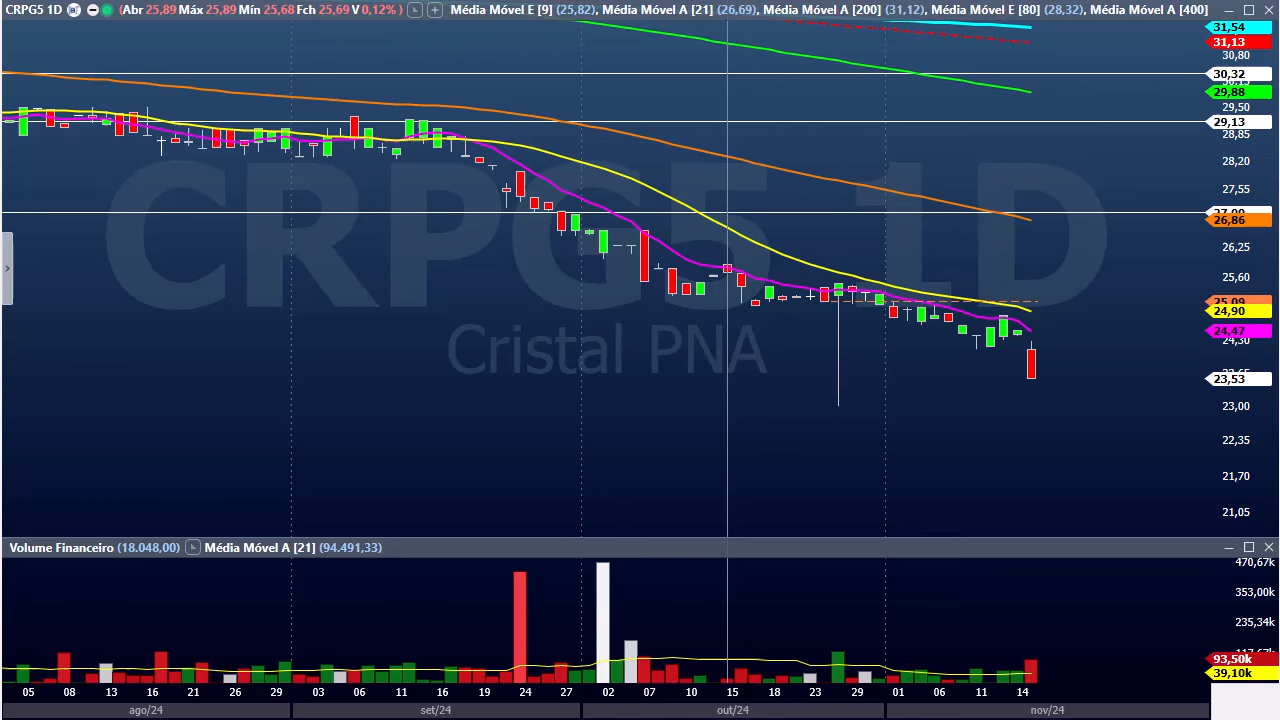 CRPG5 1D (Abr 25,89 Máx 25,89 Mín 25,68 Fch 25,69 V 0,12% ) Média Móvel E [9] (25,82), Média Móvel A [21] (26,69), Média Móvel A [200] (31,12), Média Móvel E [80] (28,32), Média Móvel A [400]
31,54
31,13
30,80
30,32
29,88
29,50
29,13
28,85
28,20
27,55
26,86
26,25
25,60
25,09
24,90
24,47
24,30
23,53
23,00
22,35
21,70
21,05
CRPG5 1D
Cristal PNA
Volume Financeiro (18.048,00) Média Móvel A [21] (94.491,33)
470,67k
353,00k
235,34k
93,50k
39,10k
05 08 12 15 16 21 26 29 03 06 11 16 19 24 27 02 07 10 15 18 23 29 01 06 11 14
ago/24 set/24 out/24 nov/24